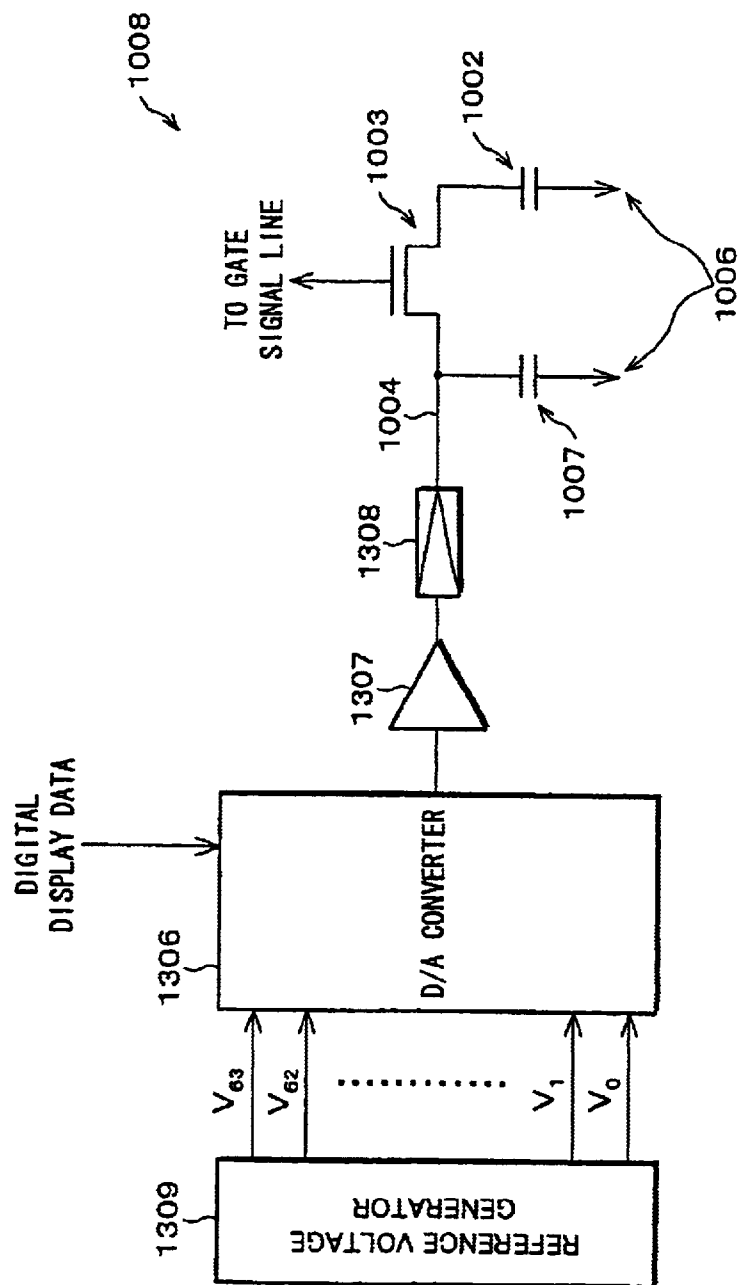 1008
TO GATE
SIGNAL LINE
1003
1002
1004
1006
1007
1308
1307
DIGITAL
DISPLAY DATA
1306
D/A CONVERTER
V63
V62
V1
V0
1309
REFERENCE VOLTAGE
GENERATOR